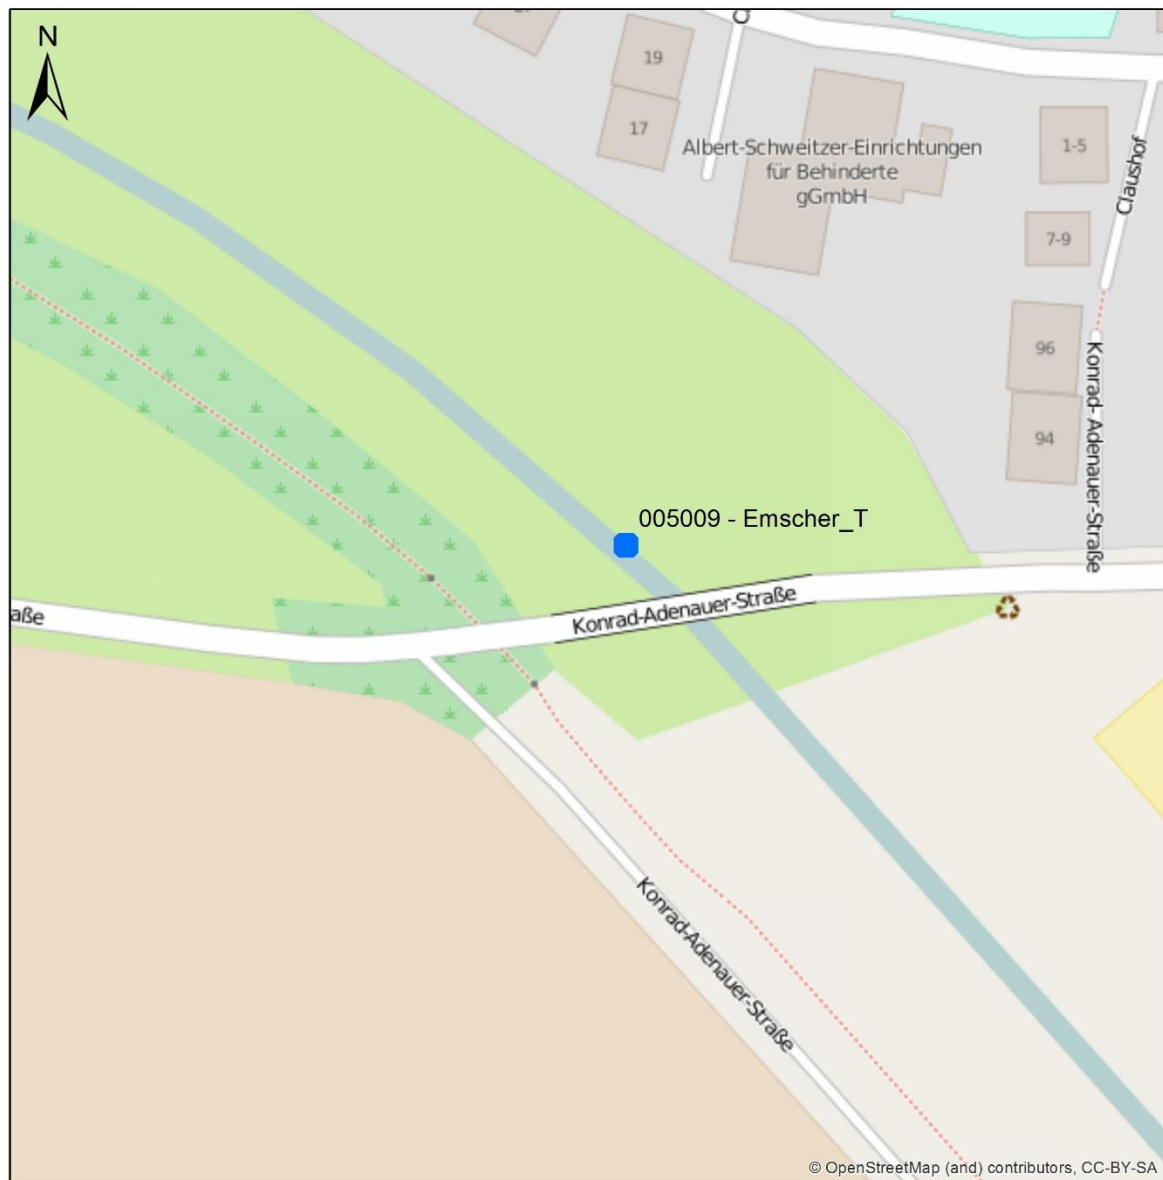 N
19
17
Albert-Schweitzer-Einrichtungen
für Behinderte
gGmbH
1-5
Claushof
7-9
96
94
Konrad- Adenauer-Straße
005009 - Emscher_T
Konrad-Adenauer-Straße
aße
Konrad-Adenauer-Straße
© OpenStreetMap (and) contributors, CC-BY-SA